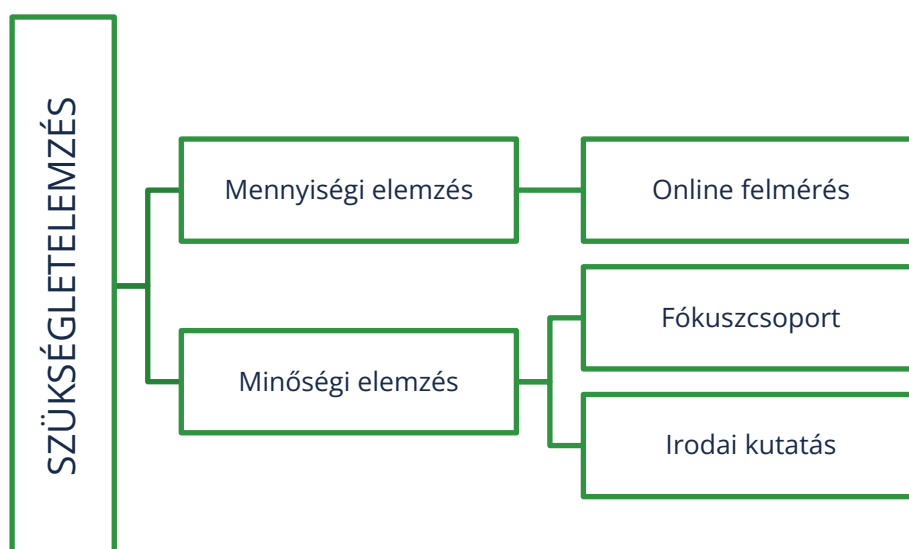 SZÜKSÉGLETELEMZÉS
Mennyiségi elemzés
Online felmérés
Minőségi elemzés
Fókuszcsoport
Irodai kutatás